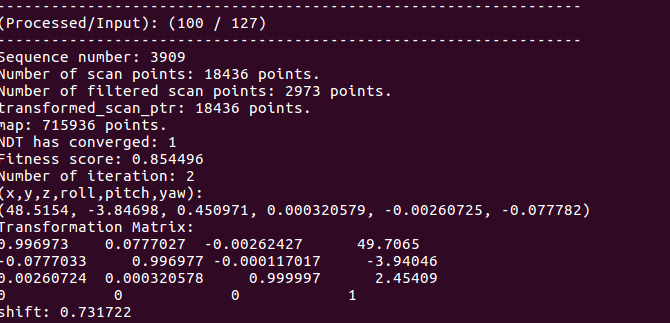 -----------------------------------------------------------------
(Processed/Input): (100 / 127)
-----------------------------------------------------------------
Sequence number: 3909
Number of scan points: 18436 points.
Number of filtered scan points: 2973 points.
transformed_scan_ptr: 18436 points.
map: 715936 points.
NDT has converged: 1
Fitness score: 0.854496
Number of iteration: 2
(x,y,z,roll,pitch,yaw):
(48.5154, -3.84698, 0.450971, 0.000320579, -0.00260725, -0.077782)
Transformation Matrix:
0.996973 0.0777027 -0.00262427 49.7065
-0.0777033 0.996977 -0.000117017 -3.94046
0.00260724 0.000320578 0.999997 2.45409
0 0 0 1
shift: 0.731722